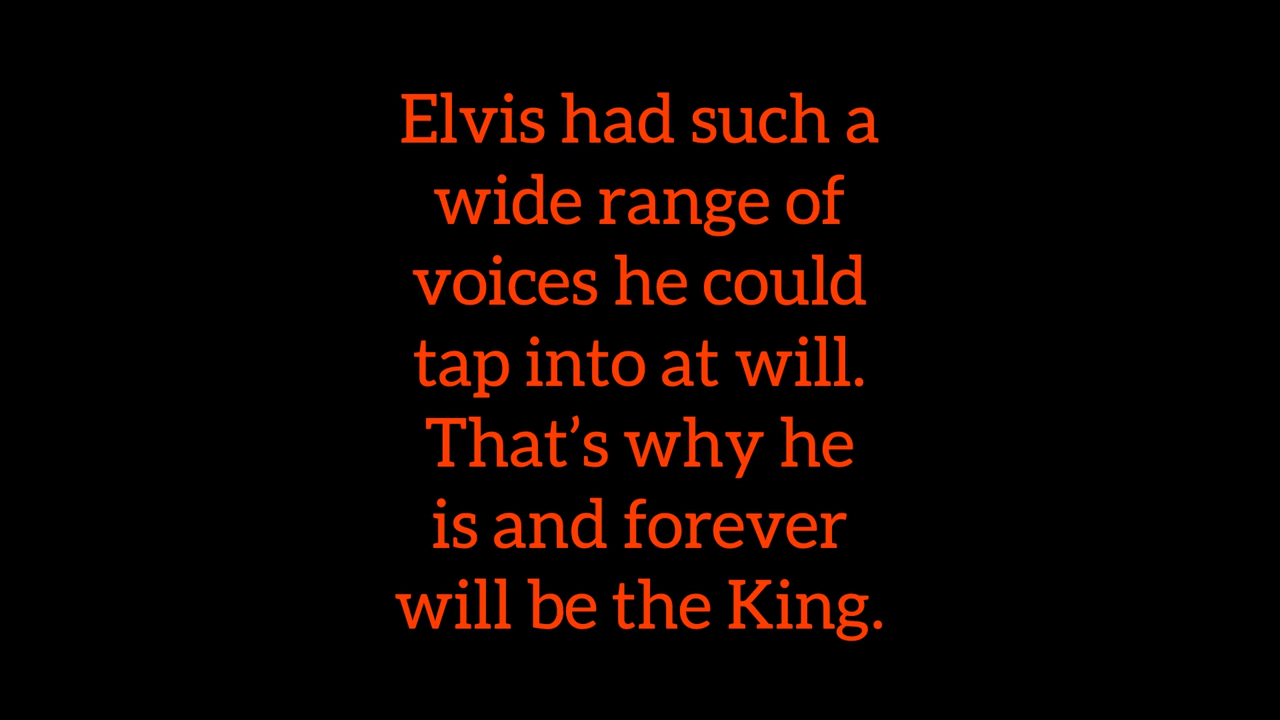 Elvis had such a
wide range of
voices he could
tap into at will.
That’s why he
is and forever
will be the King.